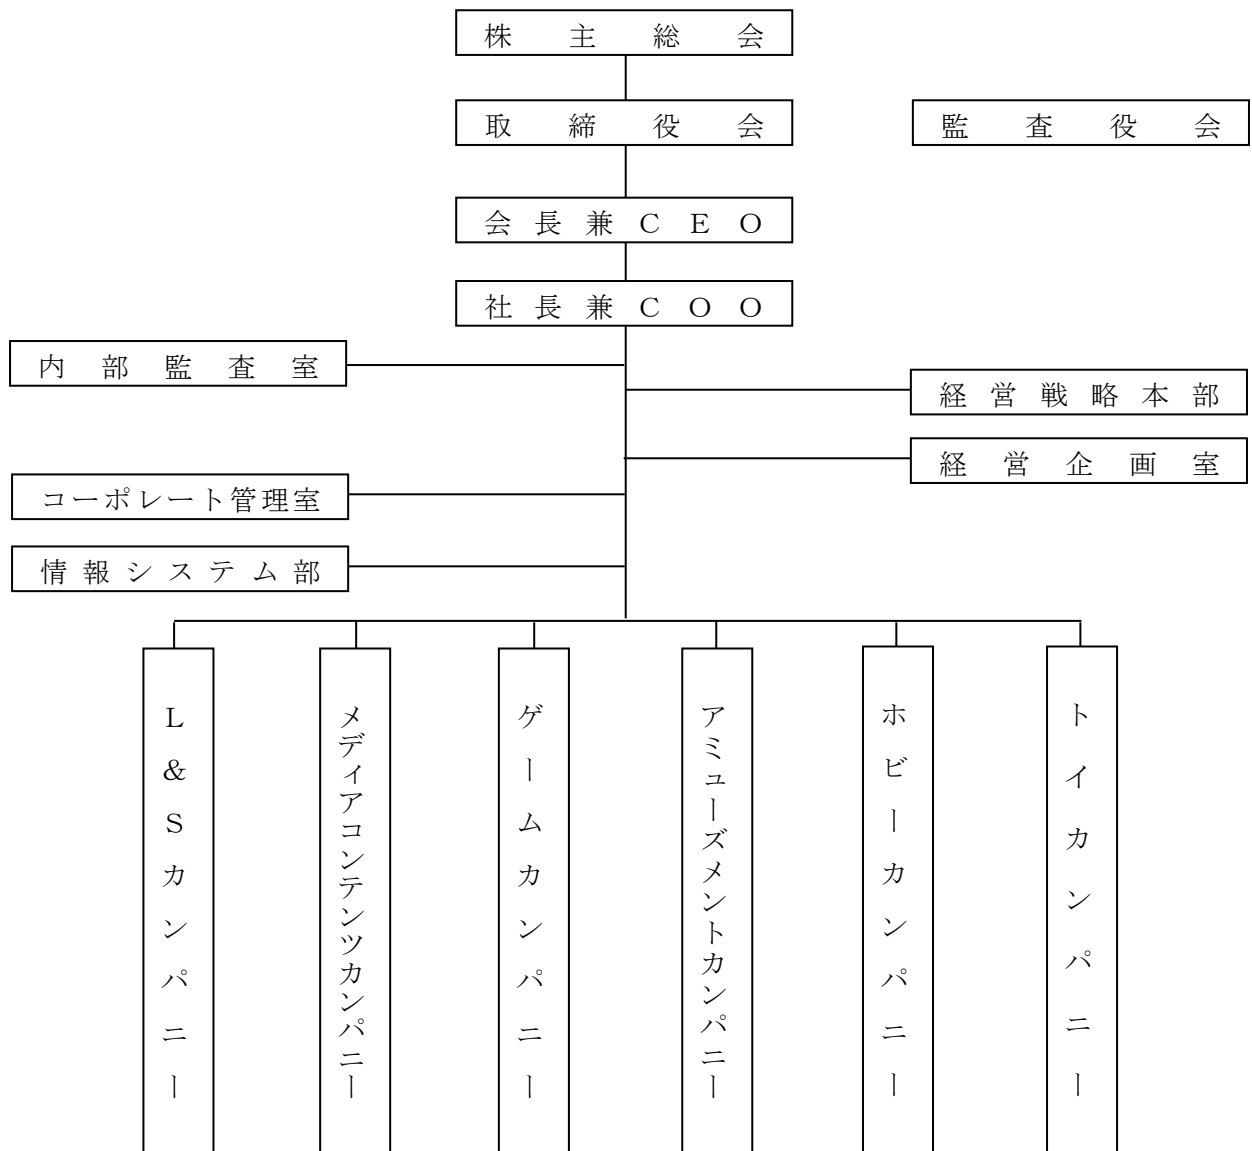 株主総会
取締役会
監査役会
会長兼CEO
社長兼COO
内部監査室
経営戦略本部
経営企画室
コーポレート管理室
情報システム部
L&Sカンパニー
メディアコンテンツカンパニー
ゲームカンパニー
アミューズメントカンパニー
ホビーカンパニー
トイカンパニー